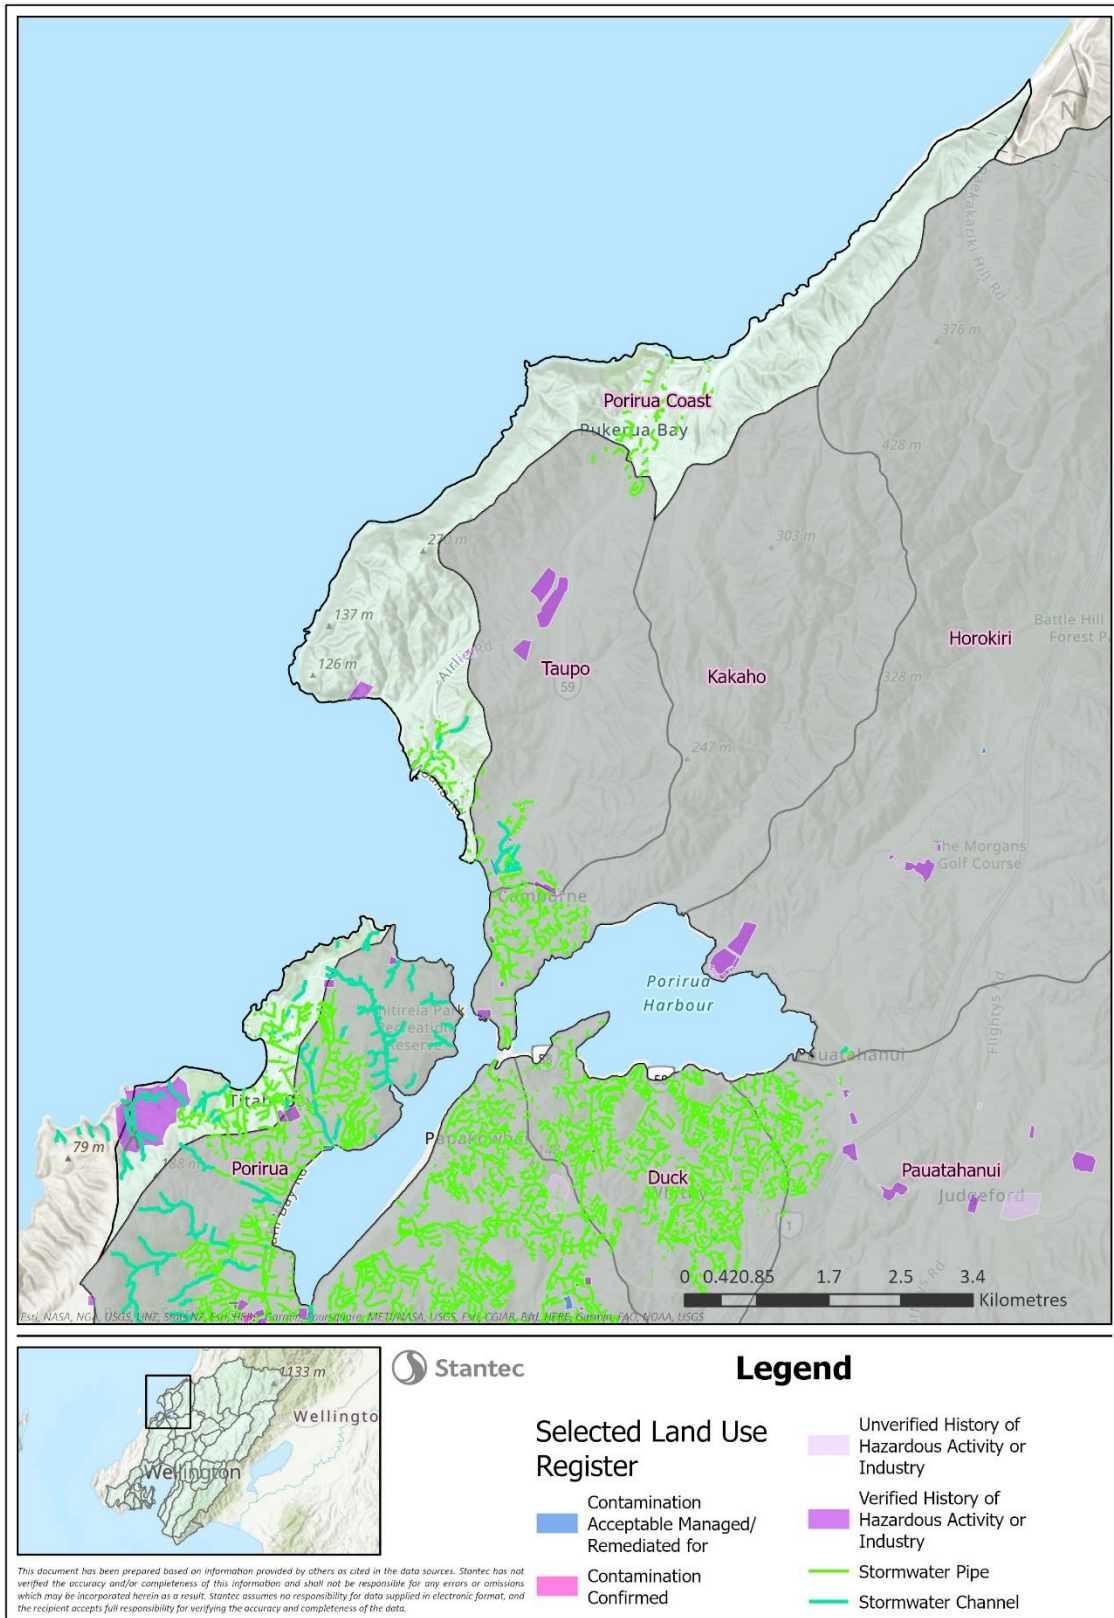 N
Paekakariki Hill Rd
376 m
Porirua Coast
Pukerua Bay
428 m
270 m
303 m
137 m
Battle Hill
Forest P
Horokiri
Airlie Rd
126 m
Taupo
Kakaho
59
328 m
247 m
The Morgans
Golf Course
Camborne
Porirua
Harbour
Flightys Rd
Park
Recreation
Reserve
58
Pauatahanui
58
Titahi
79 m
188 m
Papakowhai
Porirua
Duck
Whitby
Pauatahanui
Judgeford
1
0 0.420.85 1.7 2.5 3.4
Kilometres
Esri, NASA, NGA, USGS, LINZ, Stats NZ, Esri, HERE, Garmin, Foursquare, METI/NASA, USGS, Esri, CGIAR, Esri, HERE, Garmin, FAO, NOAA, USGS
1133 m
Wellingto
Wellington
Stantec
Legend
Selected Land Use
Register
Contamination
Acceptable Managed/
Remediated for
Contamination
Confirmed
Unverified History of
Hazardous Activity or
Industry
Verified History of
Hazardous Activity or
Industry
Stormwater Pipe
Stormwater Channel
This document has been prepared based on information provided by others as cited in the data sources. Stantec has not
verified the accuracy and/or completeness of this information and shall not be responsible for any errors or omissions
which may be incorporated herein as a result. Stantec assumes no responsibility for data supplied in electronic format, and
the recipient accepts full responsibility for verifying the accuracy and completeness of the data.